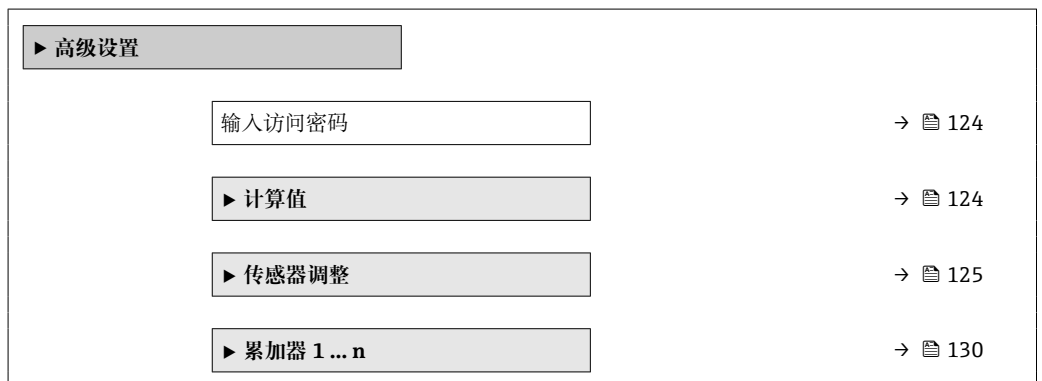 ▶ 高级设置
输入访问密码 → 🖹 124
▶ 计算值 → 🖹 124
▶ 传感器调整 → 🖹 125
▶ 累加器 1 … n → 🖹 130